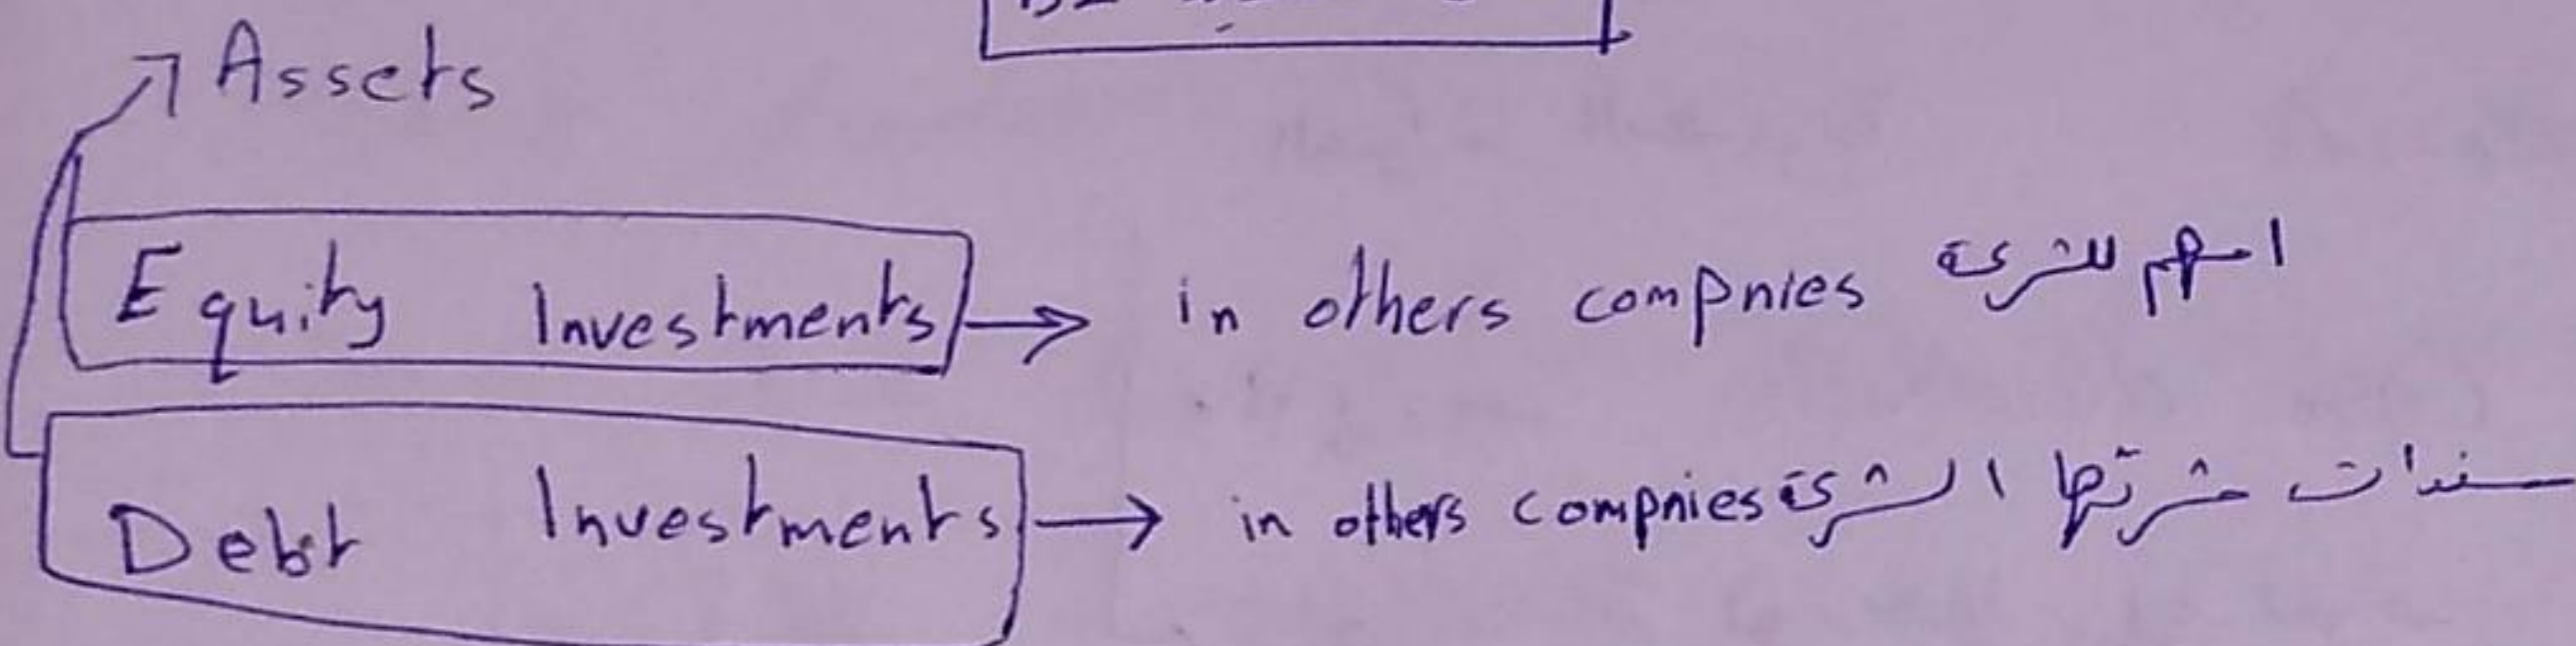 Assets
Equity Investments → in others compnies اسهم للشركة
Debt Investments → in others compnies سندات شرتها الشركة